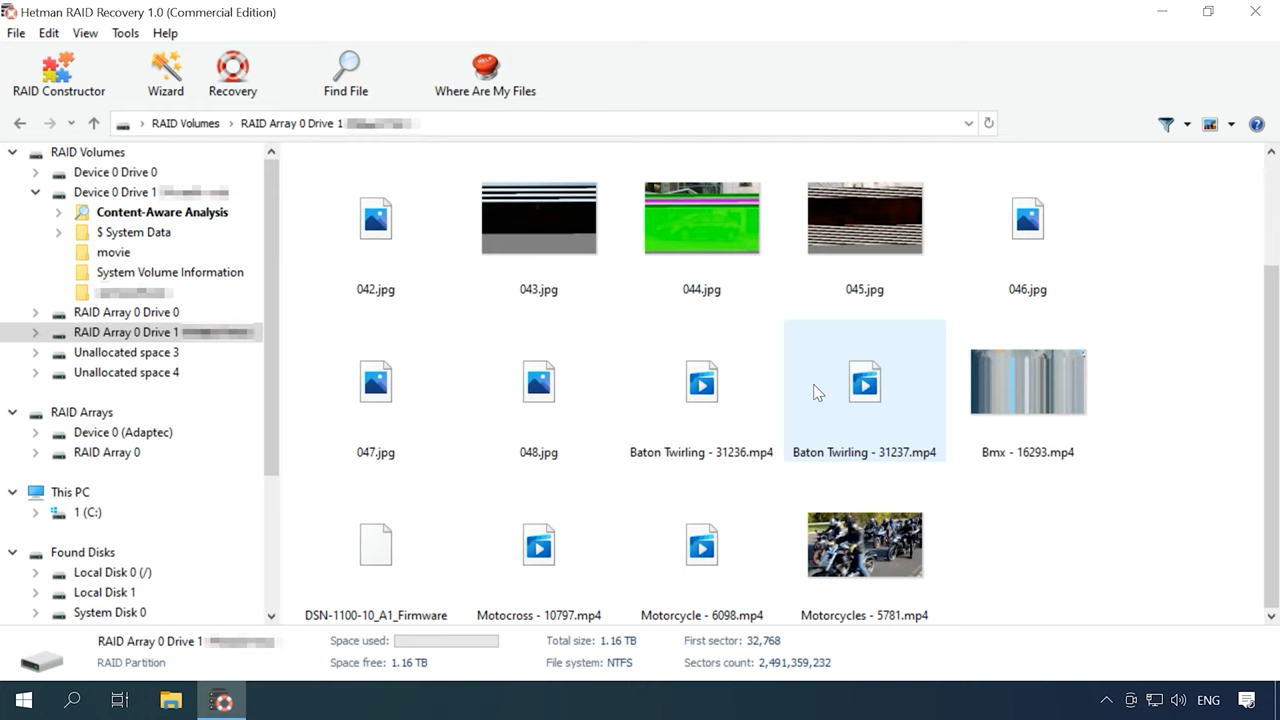 Hetman RAID Recovery 1.0 (Commercial Edition)
File Edit View Tools Help
RAID Constructor Wizard Recovery Find File Where Are My Files
RAID Volumes RAID Array 0 Drive 1
RAID Volumes
Device 0 Drive 0
Device 0 Drive 1
Content-Aware Analysis
$ System Data
movie
System Volume Information
RAID Array 0 Drive 0
RAID Array 0 Drive 1
Unallocated space 3
Unallocated space 4
RAID Arrays
Device 0 (Adaptec)
RAID Array 0
This PC
1 (C:)
Found Disks
Local Disk 0 (/)
Local Disk 1
System Disk 0
042.jpg 043.jpg 044.jpg 045.jpg 046.jpg
047.jpg 048.jpg Baton Twirling - 31236.mp4 Baton Twirling - 31237.mp4 Bmx - 16293.mp4
DSN-1100-10_A1_Firmware Motocross - 10797.mp4 Motorcycle - 6098.mp4 Motorcycles - 5781.mp4
RAID Array 0 Drive 1 Space used: Total size: 1.16 TB First sector: 32,768
RAID Partition Space free: 1.16 TB File system: NTFS Sectors count: 2,491,359,232
ENG